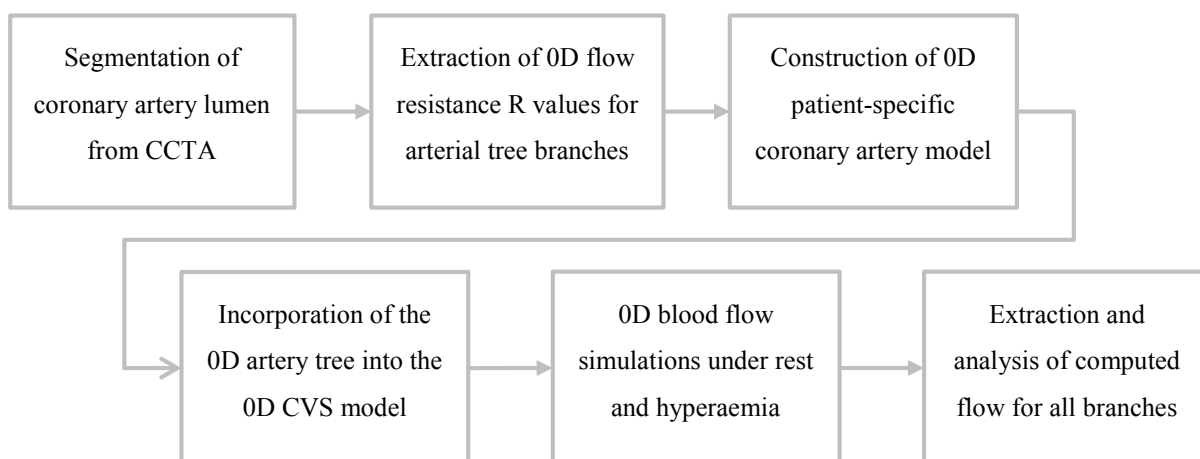 Segmentation of
coronary artery lumen
from CCTA
Extraction of 0D flow
resistance R values for
arterial tree branches
Construction of 0D
patient-specific
coronary artery model
Incorporation of the
0D artery tree into the
0D CVS model
0D blood flow
simulations under rest
and hyperaemia
Extraction and
analysis of computed
flow for all branches